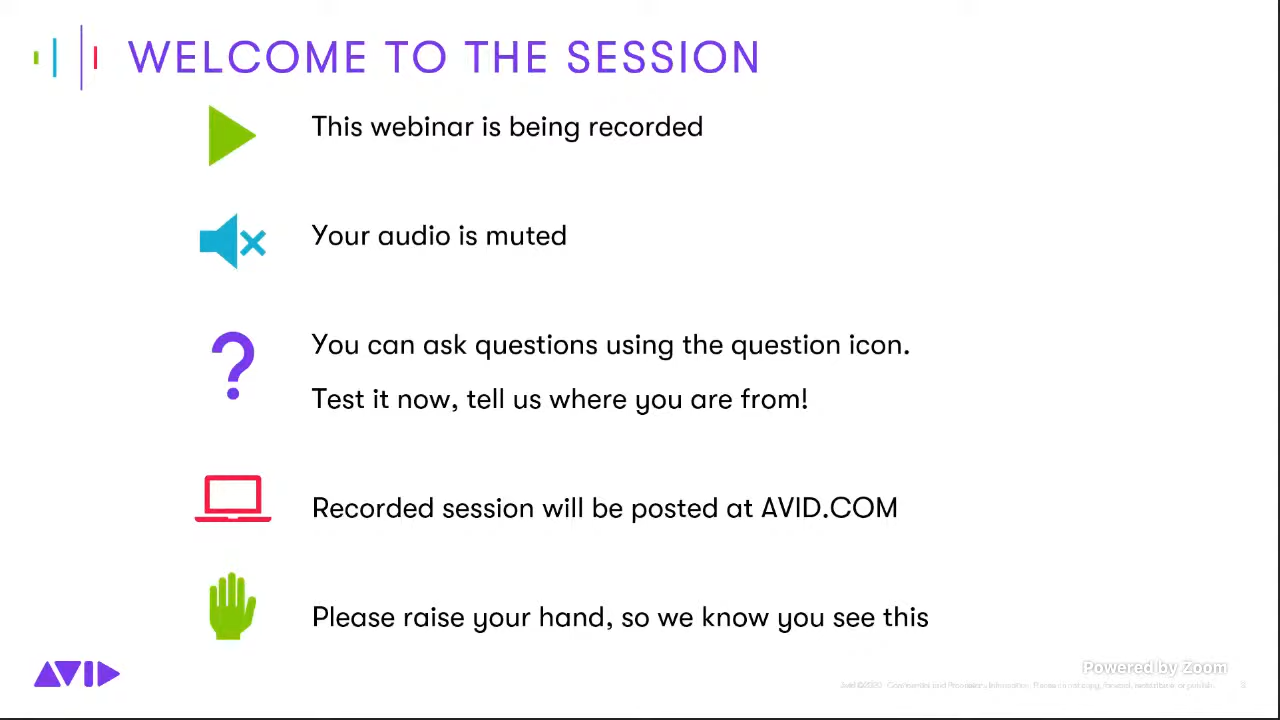 WELCOME TO THE SESSION
This webinar is being recorded
Your audio is muted
You can ask questions using the question icon.
Test it now, tell us where you are from!
Recorded session will be posted at AVID.COM
Please raise your hand, so we know you see this
AVID
Powered by Zoom